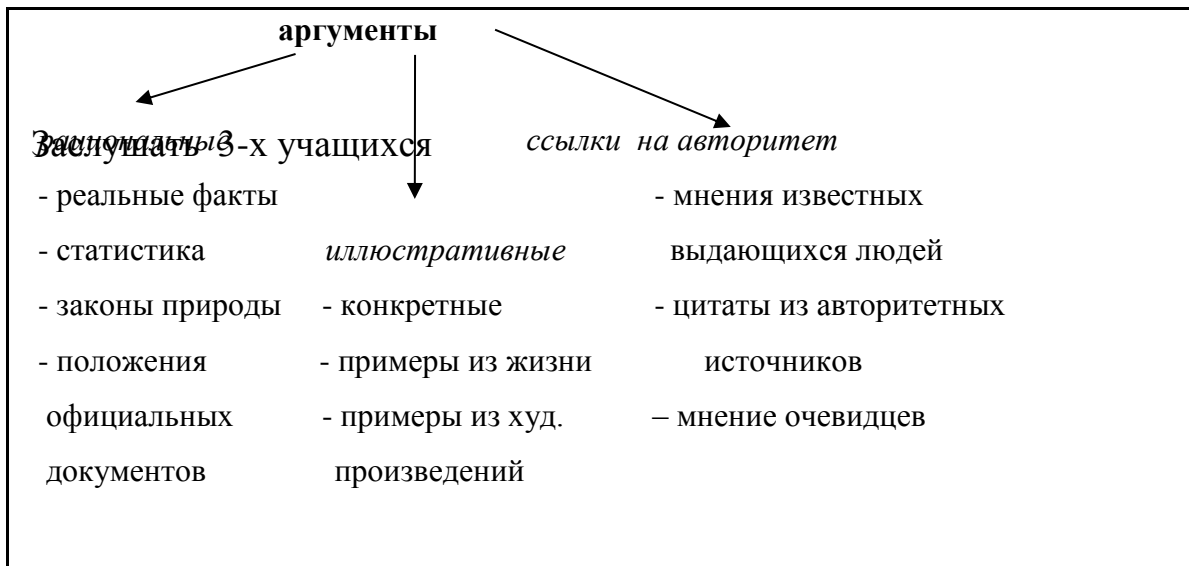 аргументы
рациональные
Заслушать 3-х учащихся
- реальные факты
- статистика
- законы природы
- положения
официальных
документов
иллюстративные
- конкретные
- примеры из жизни
- примеры из худ.
произведений
ссылки на авторитет
- мнения известных
выдающихся людей
- цитаты из авторитетных
источников
– мнение очевидцев